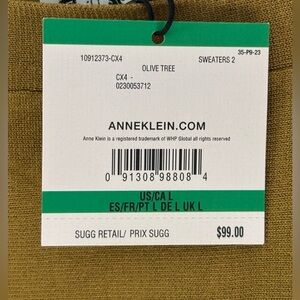 35-P9-23
10912373-CX4 SWEATERS 2
OLIVE TREE
CX4 -
0230053712
ANNEKLEIN.COM
Anne Klein is a registered trademark of WHP Global all rights reserved
0 91308 98808 4
US/CA L
ES/FR/PT L DE L UK L
SUGG RETAIL/ PRIX SUGG $99.00